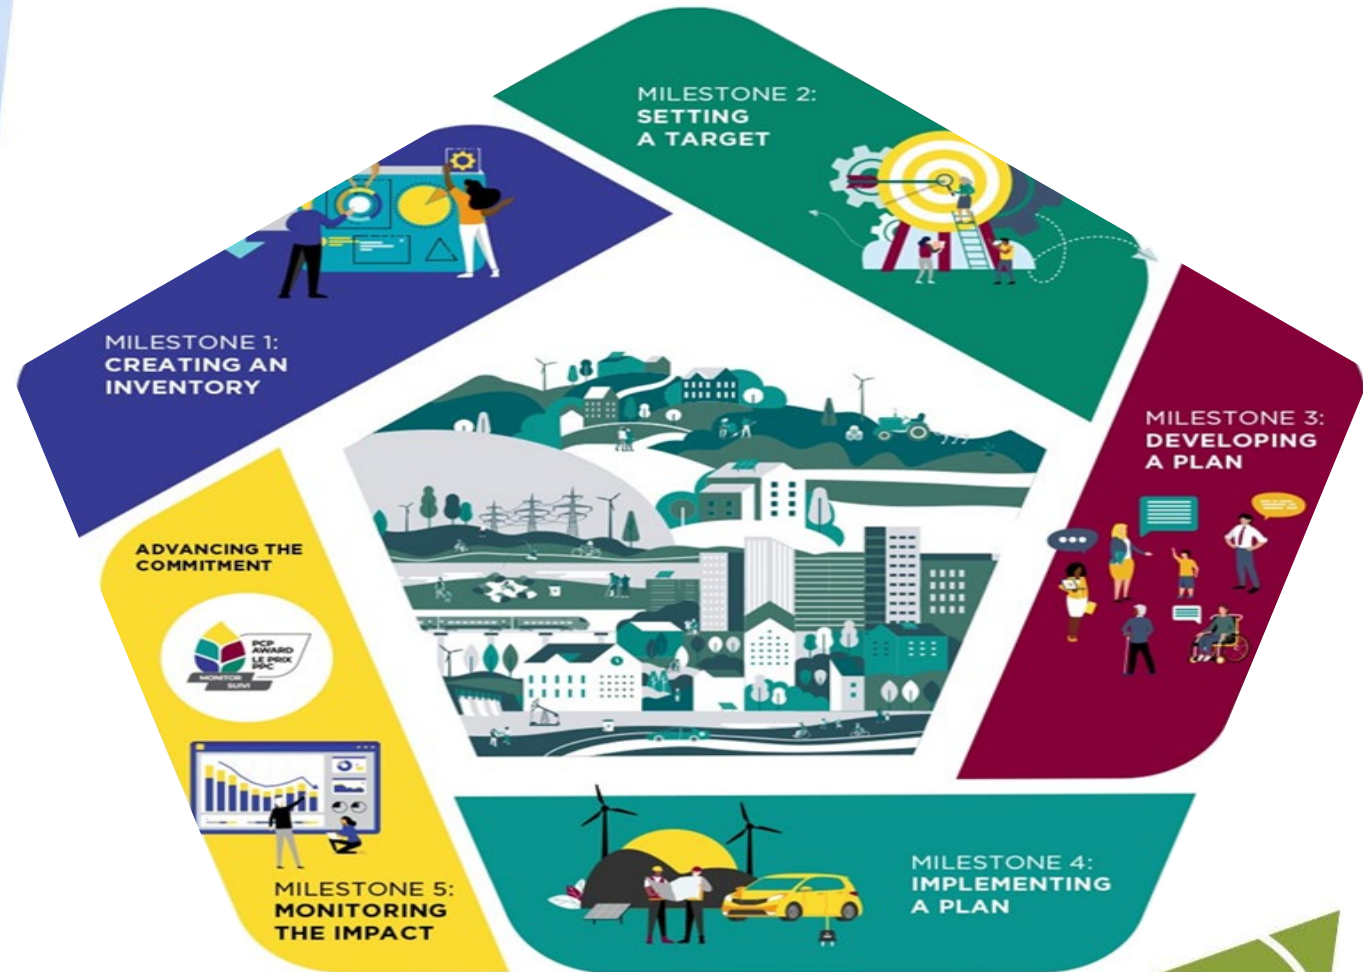 MILESTONE 1:
CREATING AN
INVENTORY
MILESTONE 2:
SETTING
A TARGET
MILESTONE 3:
DEVELOPING
A PLAN
MILESTONE 4:
IMPLEMENTING
A PLAN
MILESTONE 5:
MONITORING
THE IMPACT
ADVANCING THE
COMMITMENT
PCP
AWARD
LE PRIX
PPC
MONITOR
SUIVI